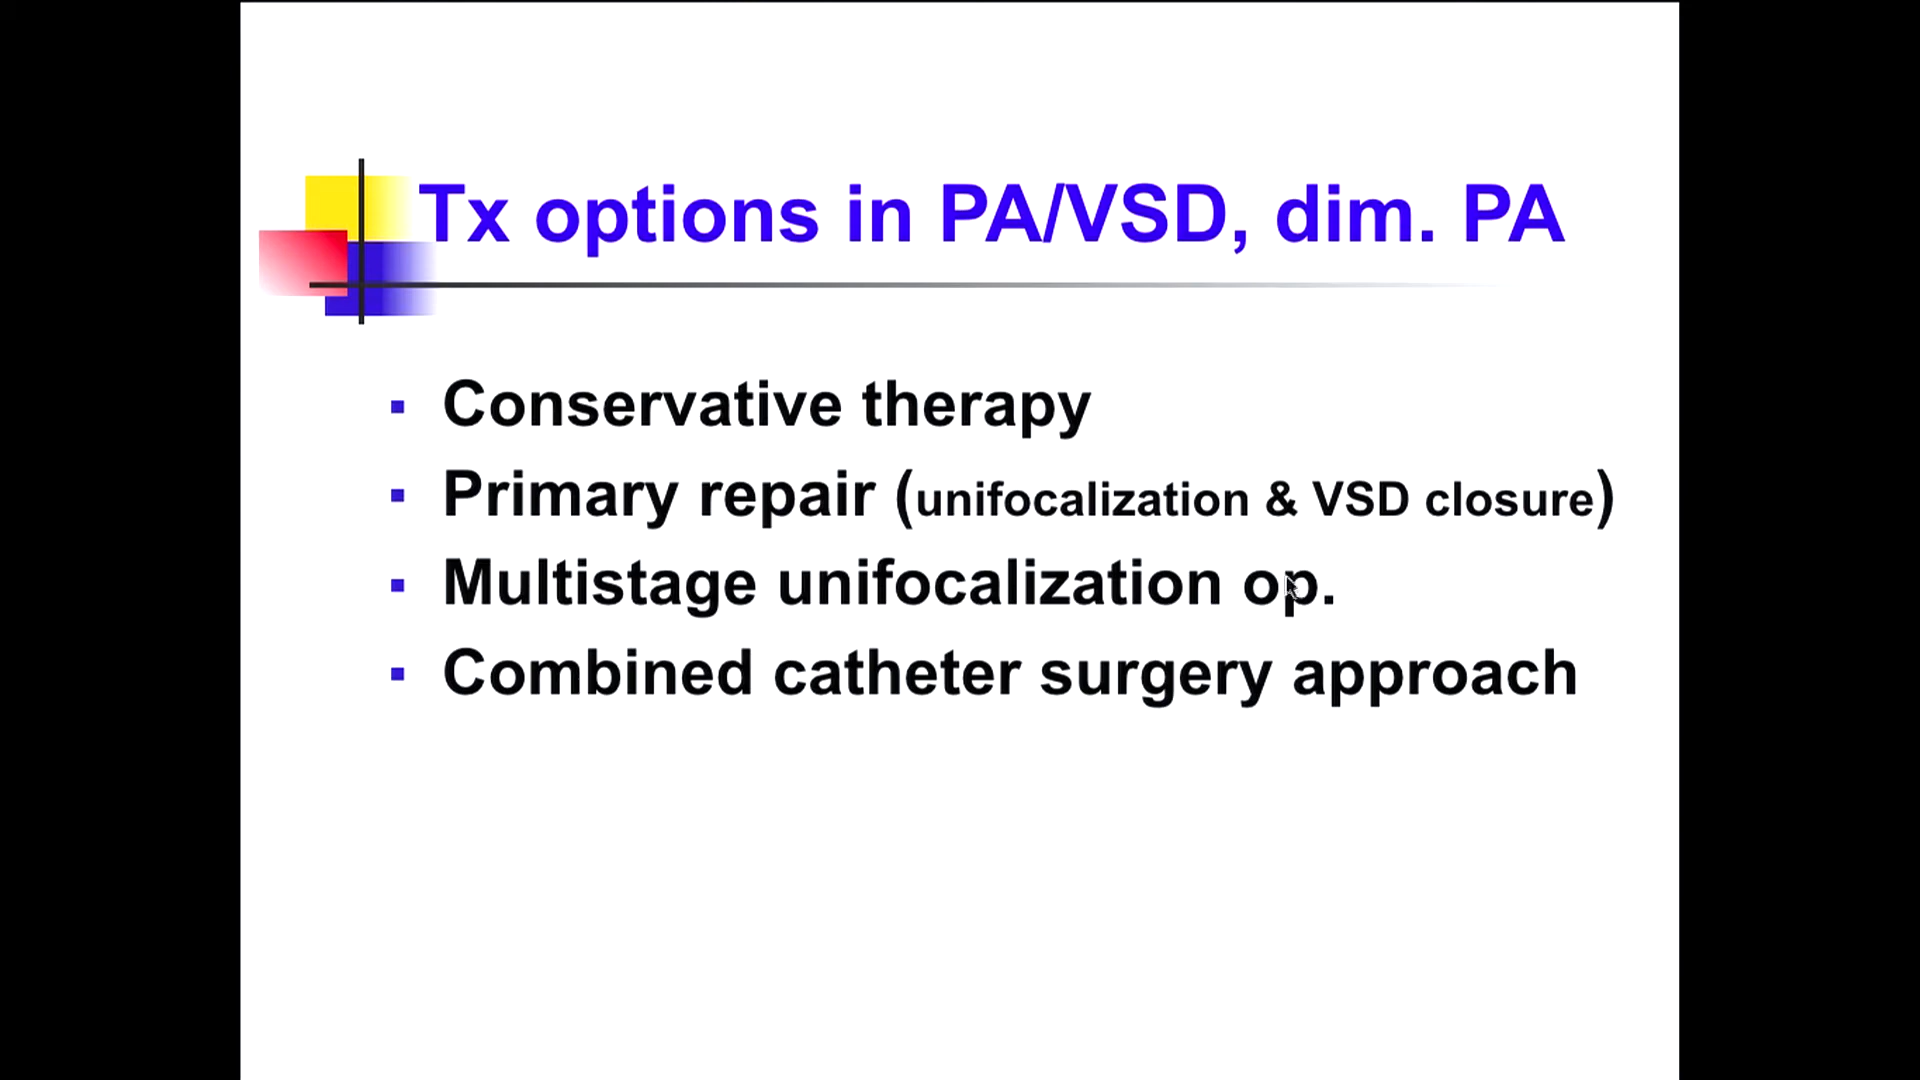 Tx options in PA/VSD, dim. PA
▪ Conservative therapy
▪ Primary repair (unifocalization & VSD closure)
▪ Multistage unifocalization op.
▪ Combined catheter surgery approach